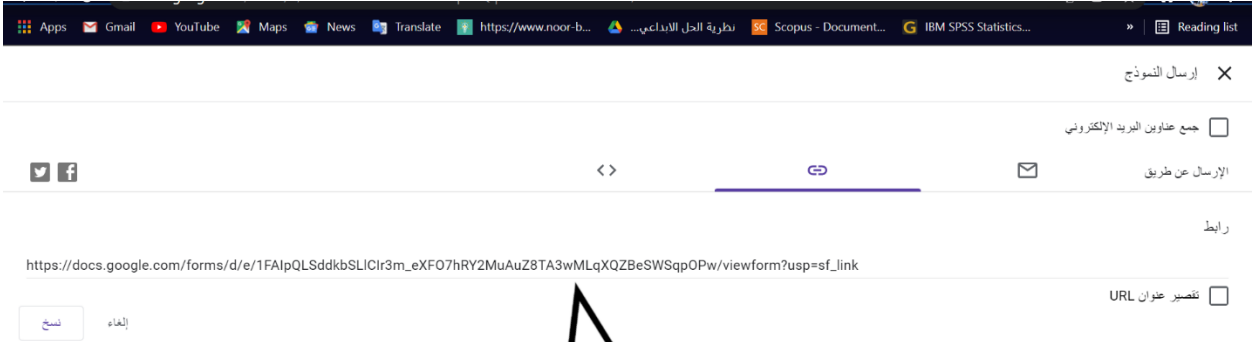 Apps Gmail YouTube Maps News Translate https://www.noor-b... نظرية الحل الابداعي... Scopus - Document... IBM SPSS Statistics... » Reading list
إرسال النموذج
جمع عناوين البريد الإلكتروني
الإرسال عن طريق
رابط
https://docs.google.com/forms/d/e/1FAIpQLSddkbSLlCIr3m_eXFO7hRY2MuAuZ8TA3wMLqXQZBeSWSqpOPw/viewform?usp=sf_link
تقصير عنوان URL
إلغاء نسخ